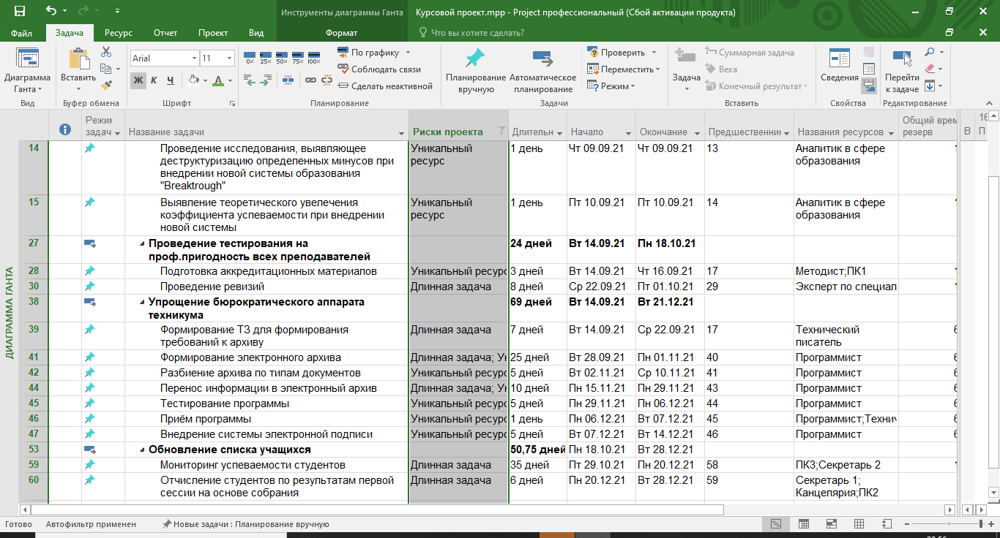 Инструменты диаграммы Ганта
Курсовой проект.mpp - Project профессиональный (Сбой активации продукта)
Файл Задача Ресурс Отчет Проект Вид Формат Что вы хотите сделать?
Диаграмма Ганта
Вид
Вставить
Буфер обмена
Arial 11
Ж К Ч А
Шрифт
0% 25% 50% 75% 100%
По графику
Соблюдать связи
Сделать неактивной
Планирование
Планирование вручную
Автоматическое планирование
Проверить
Переместить
Режим
Задачи
Задача
Суммарная задача
Веха
Конечный результат
Вставить
Сведения
Свойства
Перейти к задаче
Редактирование
ДИАГРАММА ГАНТА
Режим задач Название задачи Риски проекта Длительн Начало Окончание Предшественник Названия ресурсов Общий врем резерв В 16 П
14 Проведение исследования, выявляющее Уникальный 1 день Чт 09.09.21 Чт 09.09.21 13 Аналитик в сфере
деструктуризацию определенных минусов при ресурс образования
внедрении новой системы образования
"Breaktrough"
15 Выявление теоретического увелечения Уникальный 1 день Пт 10.09.21 Пт 10.09.21 14 Аналитик в сфере
коэффициента успеваемости при внедрении ресурс образования
новой системы
27 Проведение тестирования на 24 дней Вт 14.09.21 Пн 18.10.21
проф.пригодность всех преподавателей
28 Подготовка аккредитационных материалов Уникальный ресурс 3 дней Вт 14.09.21 Чт 16.09.21 17 Методист;ПК1
30 Проведение ревизий Длинная задача 8 дней Ср 22.09.21 Пт 01.10.21 29 Эксперт по специал
38 Упрощение бюрократического аппарата 69 дней Вт 14.09.21 Вт 21.12.21
техникума
39 Формирование ТЗ для формирования Длинная задача 7 дней Вт 14.09.21 Ср 22.09.21 17 Технический
требований к архиву писатель
41 Формирование электронного архива Длинная задача; Ун 25 дней Вт 28.09.21 Пн 01.11.21 40 Программист
42 Разбиение архива по типам документов Уникальный ресурс 5 дней Вт 02.11.21 Ср 10.11.21 41 Программист
44 Перенос информации в электронный архив Длинная задача; Ун 10 дней Пн 15.11.21 Пн 29.11.21 43 Программист
45 Тестирование программы Уникальный ресурс 5 дней Пн 29.11.21 Пн 06.12.21 44 Программист
46 Приём программы Уникальный ресурс 1 день Пн 06.12.21 Вт 07.12.21 45 Программист;Технич
47 Внедрение системы электронной подписи Уникальный ресурс 5 дней Вт 07.12.21 Вт 14.12.21 46 Программист
53 Обновление списка учащихся 50,75 дней Пн 18.10.21 Вт 28.12.21
59 Мониторинг успеваемости студентов Длинная задача 35 дней Пт 29.10.21 Пн 20.12.21 58 ПК3;Секретарь 2
60 Отчисление студентов по результатам первой Длинная задача 6 дней Пн 20.12.21 Вт 28.12.21 59 Секретарь 1;
сессии на основе собрания Канцелярия;ПК2
Готово Автофильтр применен Новые задачи : Планирование вручную